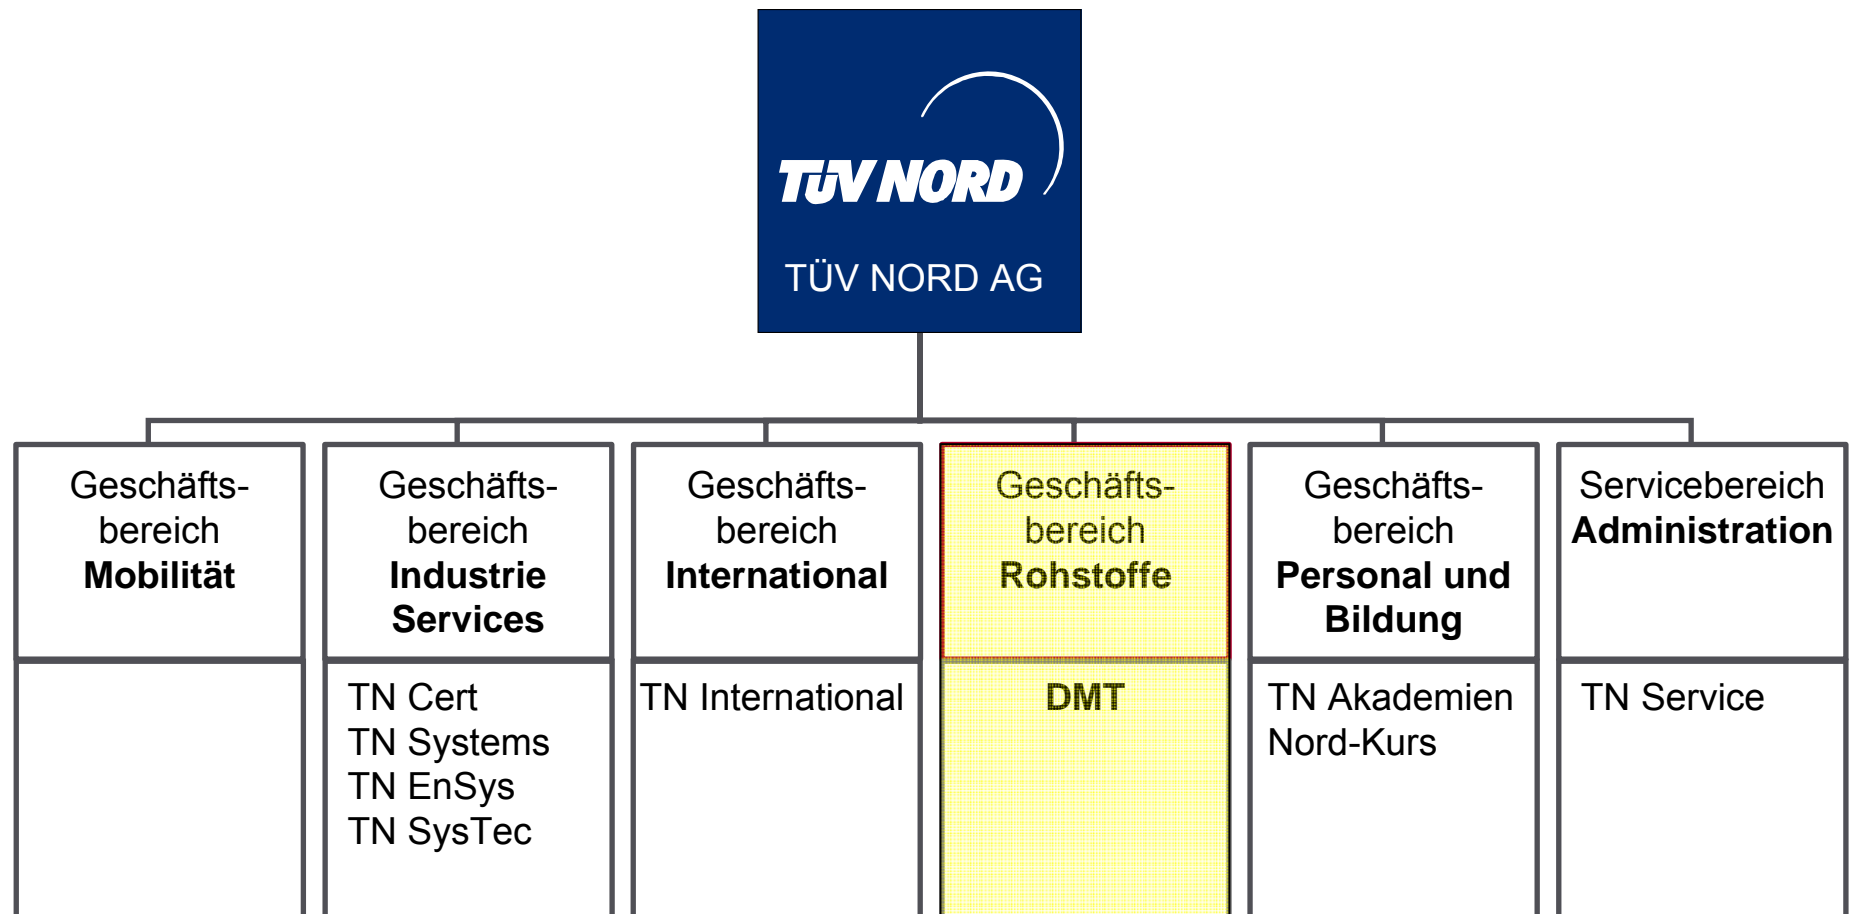 TÜV NORD
TÜV NORD AG
Geschäfts-
bereich
Mobilität
Geschäfts-
bereich
Industrie
Services
TN Cert
TN Systems
TN EnSys
TN SysTec
Geschäfts-
bereich
International
TN International
Geschäfts-
bereich
Rohstoffe
DMT
Geschäfts-
bereich
Personal und
Bildung
TN Akademien
Nord-Kurs
Servicebereich
Administration
TN Service